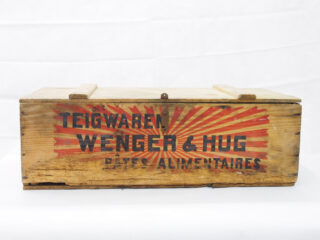 TEIGWAREN
WENGER & HUG
PÂTES ALIMENTAIRES